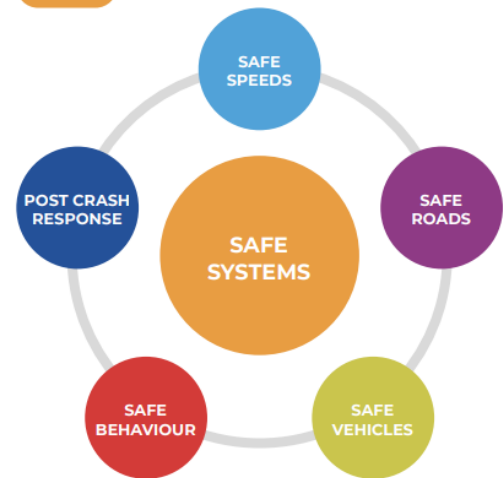 SAFE
SPEEDS
POST CRASH
RESPONSE
SAFE
ROADS
SAFE
SYSTEMS
SAFE
BEHAVIOUR
SAFE
VEHICLES